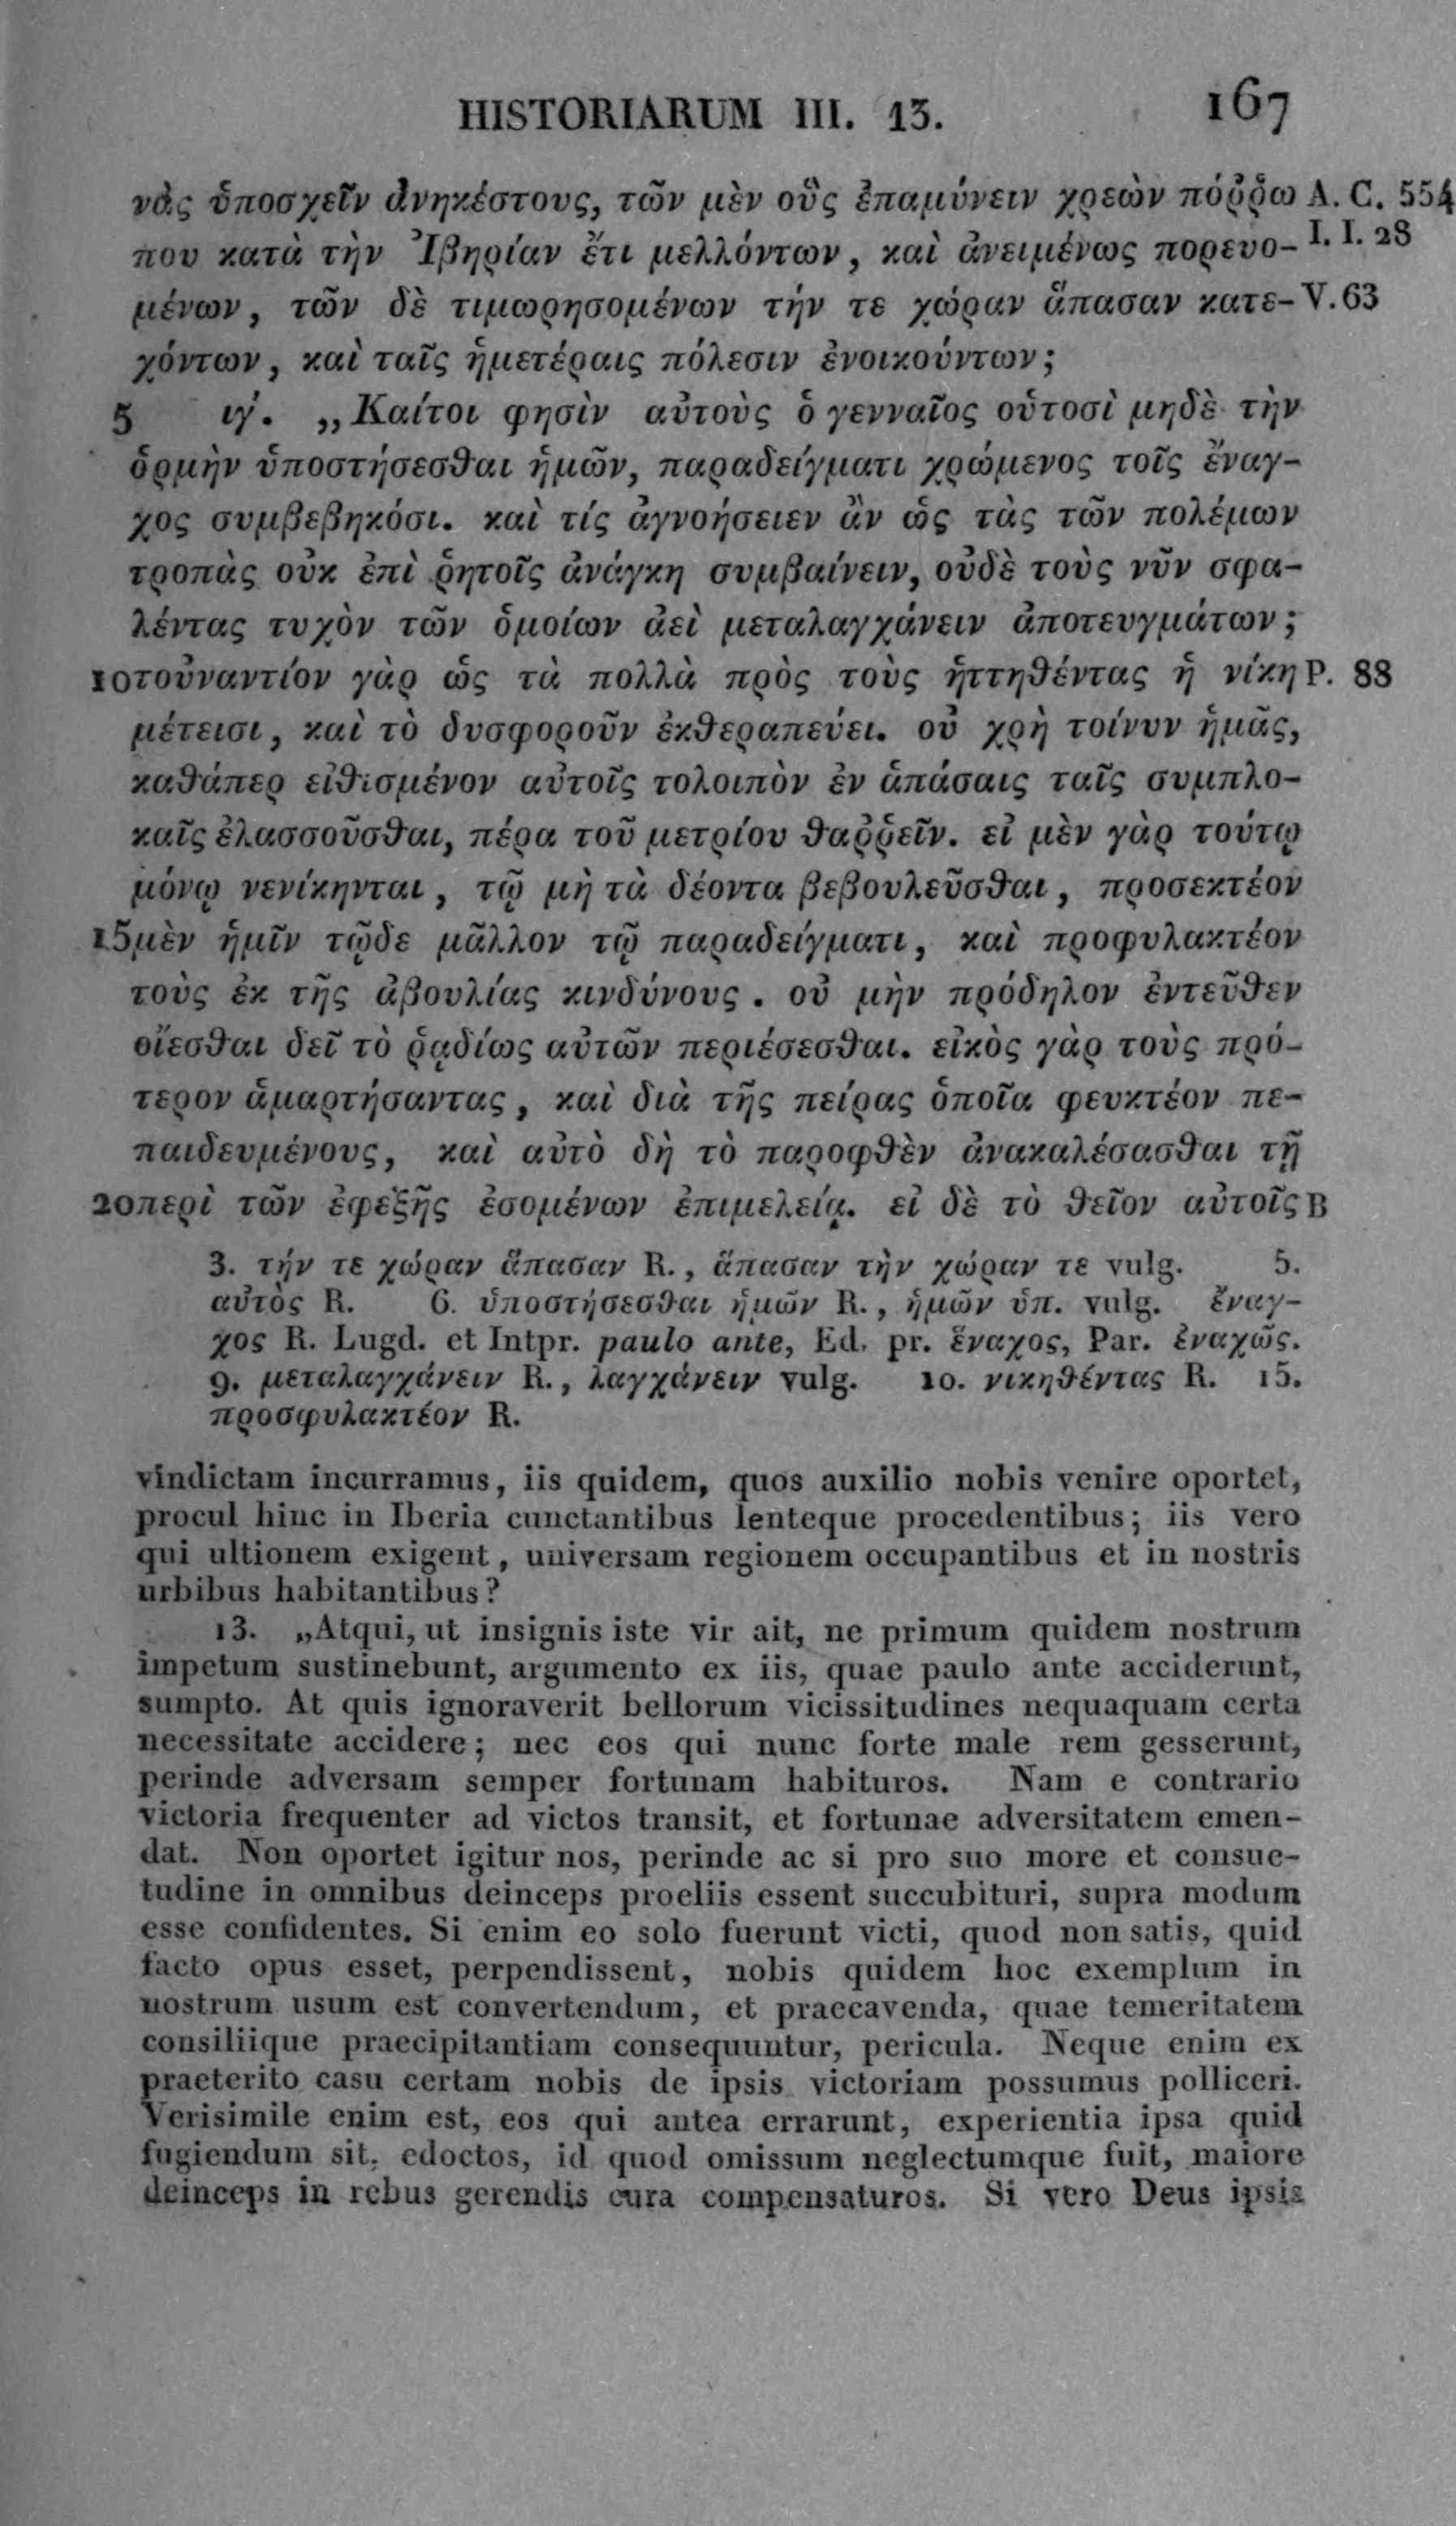 HISTORIARUM III. 13. 167
νὰς ὑποσχεῖν ἀνηκέστους, τῶν μὲν οὓς ἐπαμύνειν χρεὼν πόῤῥω A. C. 554
που κατὰ τὴν Ἰβηρίαν ἔτι μελλόντων, καὶ ἀνειμένως πορευο- I. I. 28
μένων, τῶν δὲ τιμωρησομένων τήν τε χώραν ἅπασαν κατε- V. 63
χόντων, καὶ ταῖς ἡμετέραις πόλεσιν ἐνοικούντων;
5 ιγ΄. „Καίτοι φησὶν αὐτοὺς ὁ γενναῖος οὑτοσὶ μηδὲ τὴν
ὁρμὴν ὑποστήσεσθαι ἡμῶν, παραδείγματι χρώμενος τοῖς ἔναγ-
χος συμβεβηκόσι. καὶ τίς ἀγνοήσειεν ἂν ὡς τὰς τῶν πολέμων
τροπὰς οὐκ ἐπὶ ῥητοῖς ἀνάγκη συμβαίνειν, οὐδὲ τοὺς νῦν σφα-
λέντας τυχὸν τῶν ὁμοίων ἀεὶ μεταλαγχάνειν ἀποτευγμάτων;
10 τοὐναντίον γὰρ ὡς τὰ πολλὰ πρὸς τοὺς ἡττηθέντας ἡ νίκη P. 88
μέτεισι, καὶ τὸ δυσφοροῦν ἐκθεραπεύει. οὐ χρὴ τοίνυν ἡμᾶς,
καθάπερ εἰθισμένον αὐτοῖς τολοιπὸν ἐν ἁπάσαις ταῖς συμπλο-
καῖς ἐλασσοῦσθαι, πέρα τοῦ μετρίου θαῤῥεῖν. εἰ μὲν γὰρ τούτῳ
μόνῳ νενίκηνται, τῷ μὴ τὰ δέοντα βεβουλεῦσθαι, προσεκτέον
15 μὲν ἡμῖν τῷδε μᾶλλον τῷ παραδείγματι, καὶ προφυλακτέον
τοὺς ἐκ τῆς ἀβουλίας κινδύνους. οὐ μὴν πρόδηλον ἐντεῦθεν
οἴεσθαι δεῖ τὸ ῥᾳδίως αὐτῶν περιέσεσθαι. εἰκὸς γὰρ τοὺς πρό-
τερον ἁμαρτήσαντας, καὶ διὰ τῆς πείρας ὁποῖα φευκτέον πε-
παιδευμένους, καὶ αὐτὸ δὴ τὸ παροφθὲν ἀνακαλέσασθαι τῇ
20 περὶ τῶν ἐφεξῆς ἐσομένων ἐπιμελείᾳ. εἰ δὲ τὸ θεῖον αὐτοῖς B
3. τήν τε χώραν ἅπασαν R., ἅπασαν τὴν χώραν τε vulg. 5.
αὐτὸς R. 6. ὑποστήσεσθαι ἡμῶν R., ἡμῶν ὑπ. vulg. ἔναγ-
χος R. Lugd. et Intpr. paulo ante, Ed. pr. ἔναχος, Par. ἐναχῶς.
9. μεταλαγχάνειν R., λαγχάνειν vulg. 10. νικηθέντας R. 15.
προσφυλακτέον R.
vindictam incurramus, iis quidem, quos auxilio nobis venire oportet,
procul hinc in Iberia cunctantibus lenteque procedentibus; iis vero
qui ultionem exigent, universam regionem occupantibus et in nostris
urbibus habitantibus?
13. „Atqui, ut insignis iste vir ait, ne primum quidem nostrum
impetum sustinebunt, argumento ex iis, quae paulo ante acciderunt,
sumpto. At quis ignoraverit bellorum vicissitudines nequaquam certa
necessitate accidere; nec eos qui nunc forte male rem gesserunt,
perinde adversam semper fortunam habituros. Nam e contrario
victoria frequenter ad victos transit, et fortunae adversitatem emen-
dat. Non oportet igitur nos, perinde ac si pro suo more et consue-
tudine in omnibus deinceps proeliis essent succubituri, supra modum
esse confidentes. Si enim eo solo fuerunt victi, quod non satis, quid
facto opus esset, perpendissent, nobis quidem hoc exemplum in
nostrum usum est convertendum, et praecavenda, quae temeritatem
consiliique praecipitantiam consequuntur, pericula. Neque enim ex
praeterito casu certam nobis de ipsis victoriam possumus polliceri.
Verisimile enim est, eos qui antea errarunt, experientia ipsa quid
fugiendum sit, edoctos, id quod omissum neglectumque fuit, maiore
deinceps in rebus gerendis cura compensaturos. Si vero Deus ipsis